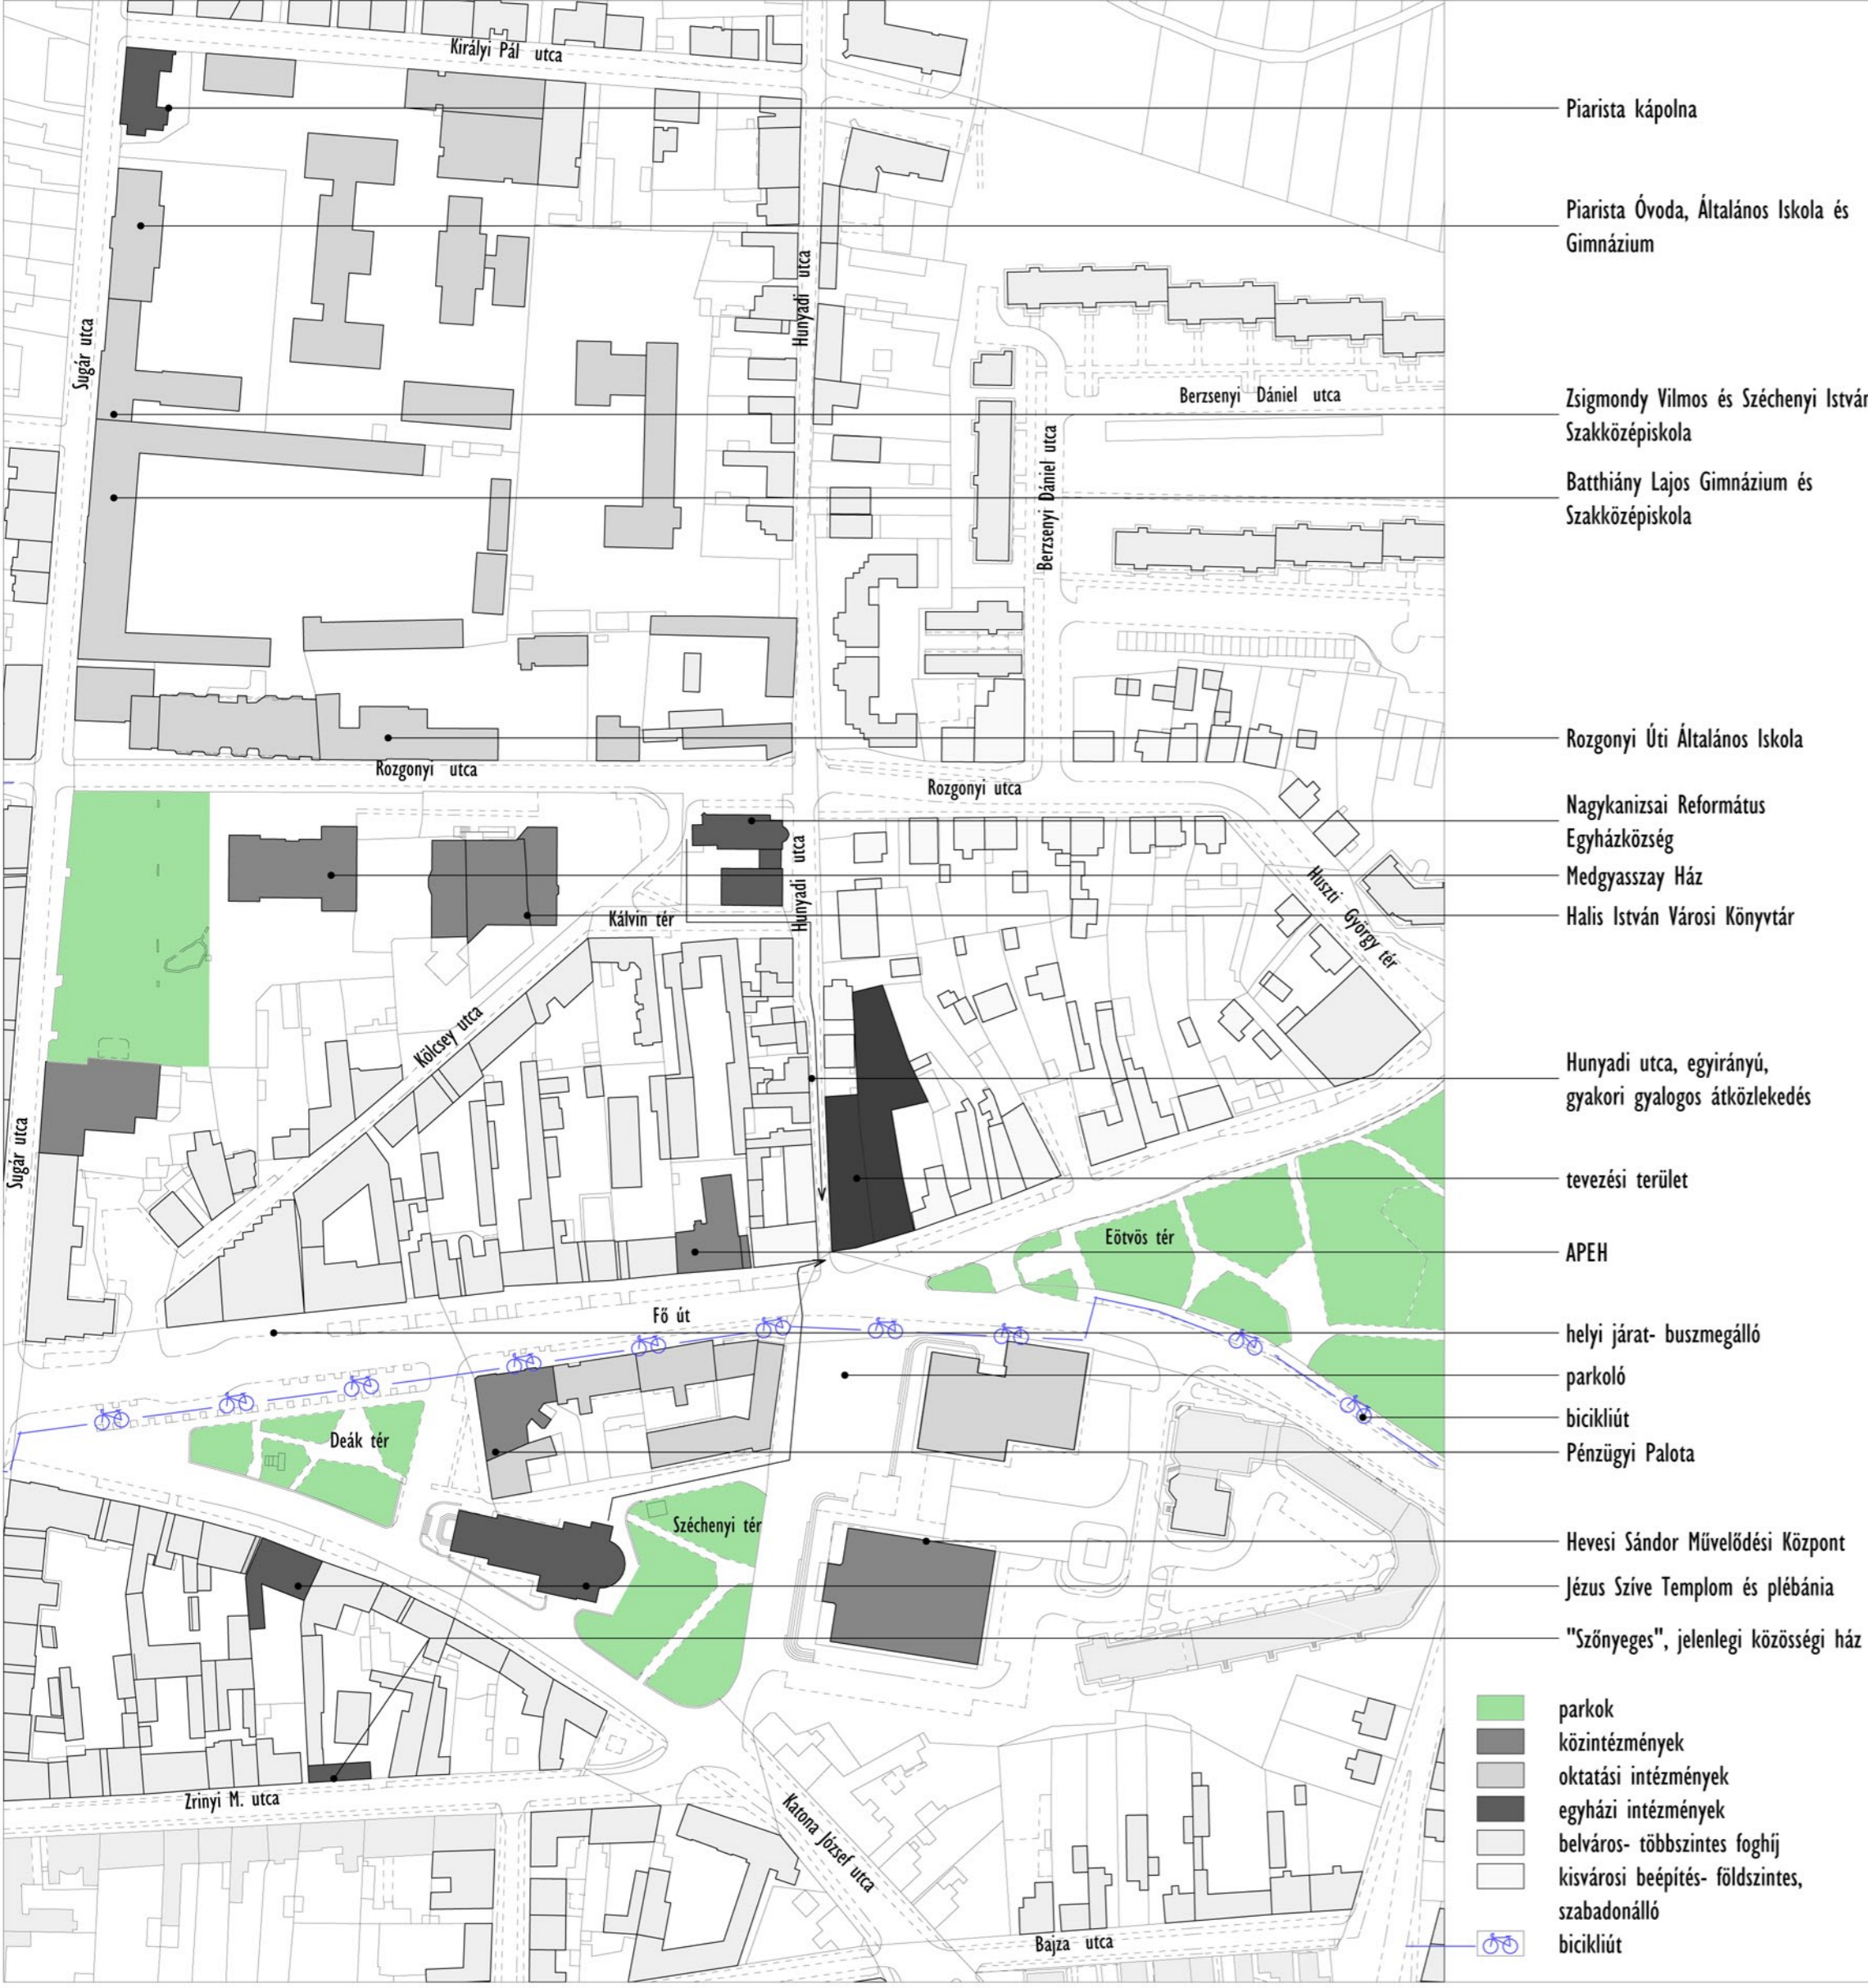 Királyi Pál utca
Piarista kápolna
Piarista Óvoda, Általános Iskola és
Gimnázium
Hunyadi utca
Sugár utca
Berzsenyi Dániel utca
Zsigmondy Vilmos és Széchenyi István
Szakközépiskola
Berzsenyi Dániel utca
Batthiány Lajos Gimnázium és
Szakközépiskola
Rozgonyi Úti Általános Iskola
Rozgonyi utca
Rozgonyi utca
Nagykanizsai Református
Egyházközség
Hunyadi utca
Medgyasszay Ház
Kálvin tér
Halis István Városi Könyvtár
Huszti György tér
Kölcsey utca
Hunyadi utca, egyirányú,
gyakori gyalogos átközlekedés
Sugár utca
tevezési terület
Eötvös tér
APEH
Fő út
helyi járat- buszmegálló
parkoló
bicikliút
Deák tér
Pénzügyi Palota
Széchenyi tér
Hevesi Sándor Művelődési Központ
Jézus Szíve Templom és plébánia
"Szőnyeges", jelenlegi közösségi ház
Zrinyi M. utca
Katona József utca
Bajza utca
parkok
közintézmények
oktatási intézmények
egyházi intézmények
belváros- többszintes foghíj
kisvárosi beépítés- földszintes,
szabadonálló
bicikliút